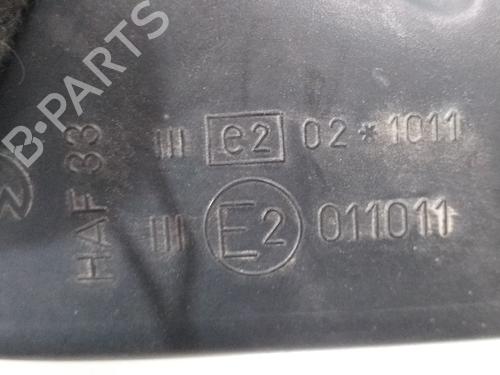 III e2 02 * 1011
III E2 011011
HAF 33
B-PARTS